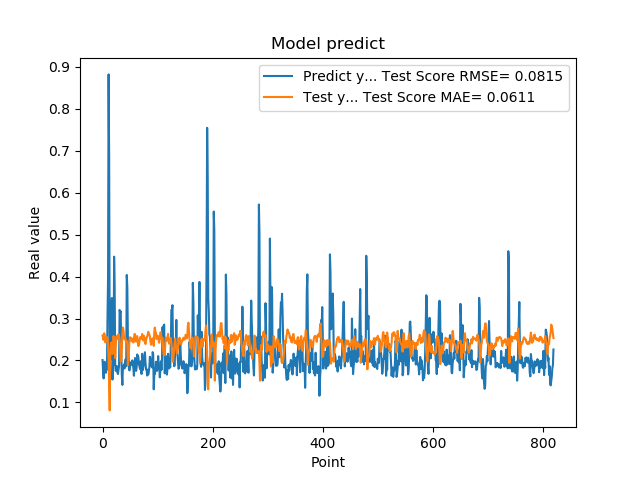 Model predict
Predict y... Test Score RMSE= 0.0815
Test y... Test Score MAE= 0.0611
Real value
0.9
0.8
0.7
0.6
0.5
0.4
0.3
0.2
0.1
0 200 400 600 800
Point